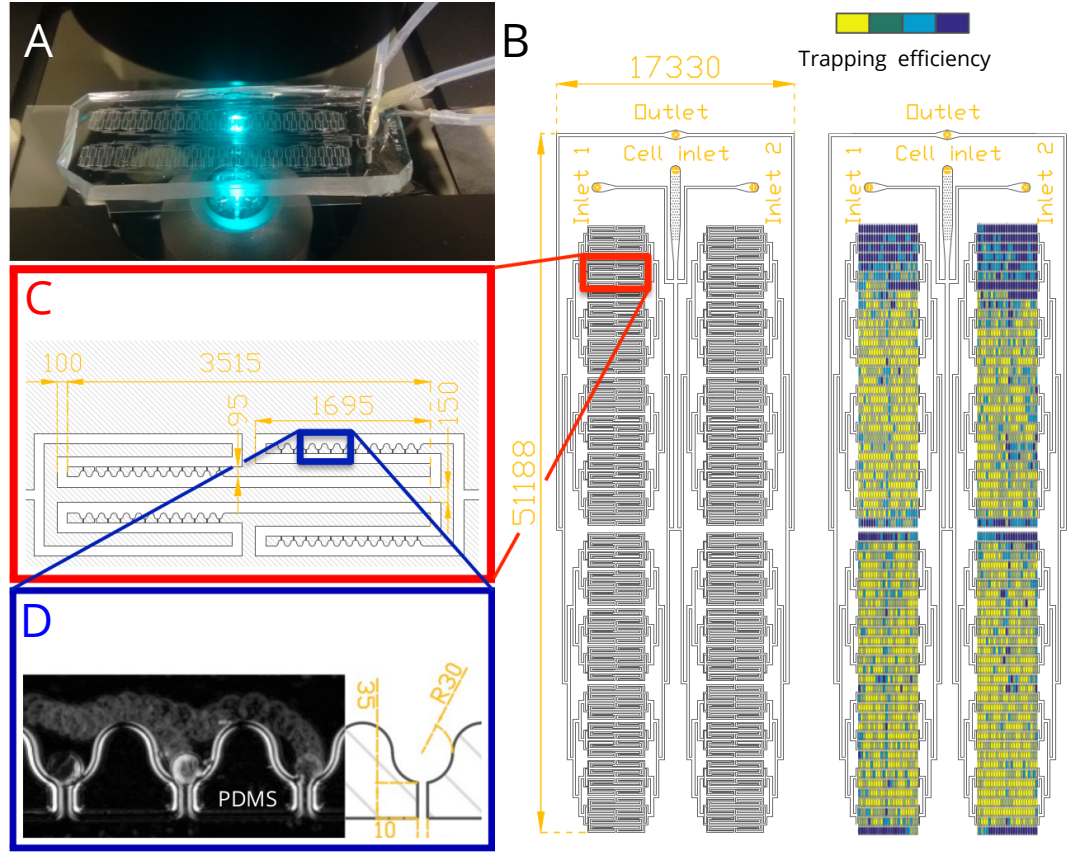 A
B
Trapping efficiency
17330
Outlet
Cell inlet
Inlet 1
Inlet 2
51188
Outlet
Cell inlet
Inlet 1
Inlet 2
C
100
3515
95
1695
150
D
PDMS
35
R30
10